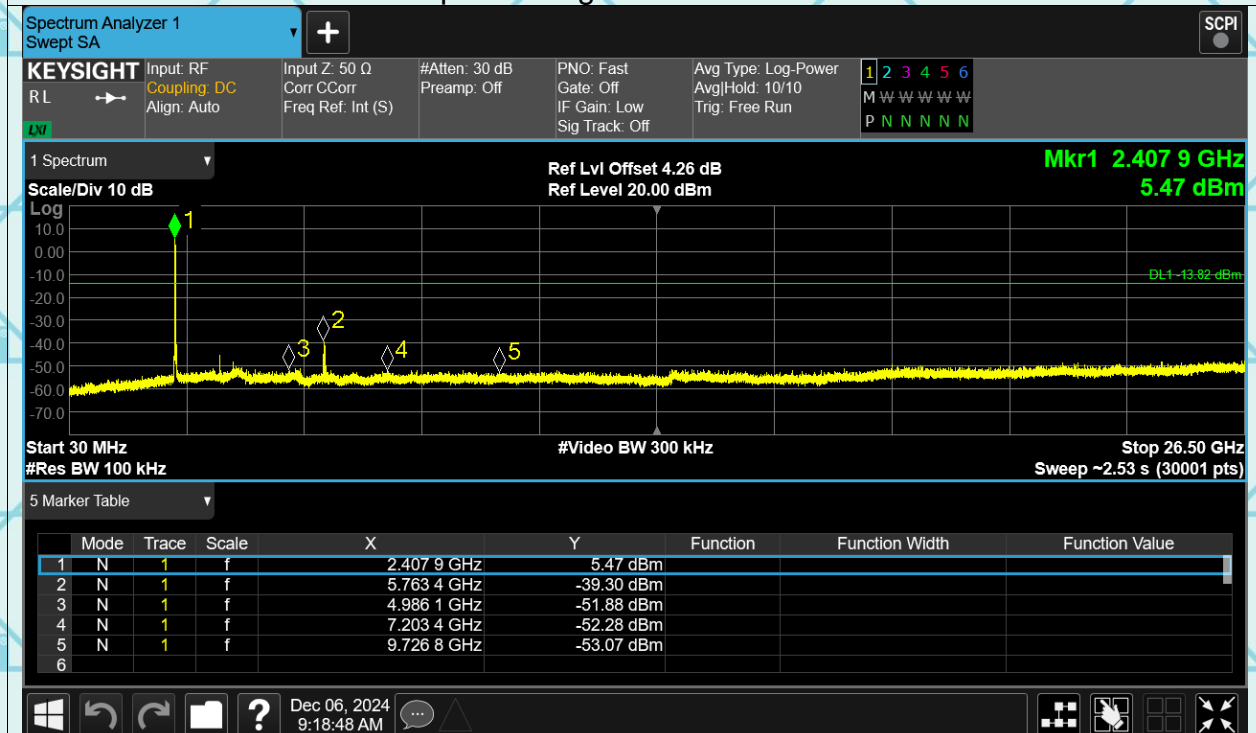 Spectrum Analyzer 1
Swept SA
+
SCPI
KEYSIGHT
RL
LXI
Input: RF
Coupling: DC
Align: Auto
Input Z: 50 Ω
Corr CCorr
Freq Ref: Int (S)
#Atten: 30 dB
Preamp: Off
PNO: Fast
Gate: Off
IF Gain: Low
Sig Track: Off
Avg Type: Log-Power
Avg|Hold: 10/10
Trig: Free Run
1 2 3 4 5 6
M W W W W W W
P N N N N N N
1 Spectrum
Scale/Div 10 dB
Ref Lvl Offset 4.26 dB
Ref Level 20.00 dBm
Mkr1 2.407 9 GHz
5.47 dBm
Log
10.0
0.00
-10.0
-20.0
-30.0
-40.0
-50.0
-60.0
-70.0
1
2
3
4
5
DL1 -13.82 dBm
Start 30 MHz
#Res BW 100 kHz
#Video BW 300 kHz
Stop 26.50 GHz
Sweep ~2.53 s (30001 pts)
5 Marker Table
Mode Trace Scale X Y Function Function Width Function Value
1 N 1 f 2.407 9 GHz 5.47 dBm
2 N 1 f 5.763 4 GHz -39.30 dBm
3 N 1 f 4.986 1 GHz -51.88 dBm
4 N 1 f 7.203 4 GHz -52.28 dBm
5 N 1 f 9.726 8 GHz -53.07 dBm
6
?
Dec 06, 2024
9:18:48 AM